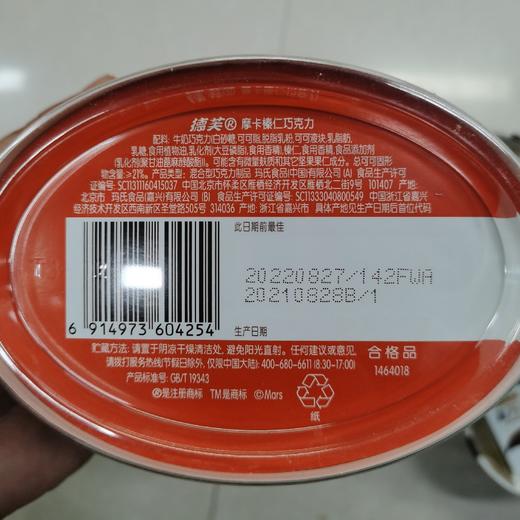 德芙® 摩卡榛仁巧克力
配料: 牛奶巧克力(白砂糖,可可脂,脱脂乳粉,可可液块,乳脂肪,
乳糖,食用植物油,乳化剂(大豆磷脂),食用香精),榛仁,食用香精,食品添加剂
(乳化剂(聚甘油蓖麻醇酯))。可能含有微量麸质和其它坚果果仁成分。总可可固形
物含量:≥21%。产品类型: 混合型巧克力制品 玛氏食品(中国)有限公司(A) 食品生产许可
证编号: SC11311160415037 中国北京市怀柔区雁栖经济开发区雁栖北二街9号 101407 产地:
北京市 玛氏食品(嘉兴)有限公司(B) 食品生产许可证编号: SC11333040800549 中国浙江省嘉兴
经济技术开发区西南新区圣堂路505号 314036 产地: 浙江省嘉兴市 具体产地见生产日期后首位代码
此日期前最佳
20220827/142FWA
20210828B/1
6 914973 604254
生产日期
贮藏方法: 请置于阴凉干燥清洁处, 避免阳光直射。任何建议或意见
请拨打服务热线(节假日除外, 仅限中国大陆): 400-680-6611 (8:30-17:00)
产品标准号: GB/T 19343
合格品
1464018
®是注册商标 TM是商标 ©Mars
纸